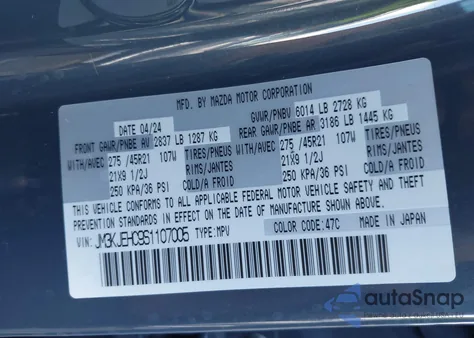 MFD. BY MAZDA MOTOR CORPORATION
DATE 04/24 GVWR/PNBV 6014 LB 2728 KG
FRONT GAWR/PNBE AV 2837 LB 1287 KG REAR GAWR/PNBE AR 3186 LB 1445 KG
WITH/AVEC 275 /45R21 107W TIRES/PNEUS WITH/AVEC 275 /45R21 107W TIRES/PNEUS
21X9 1/2J RIMS/JANTES 21X9 1/2J RIMS/JANTES
250 KPA/36 PSI COLD/A FROID 250 KPA/36 PSI COLD/A FROID
THIS VEHICLE CONFORMS TO ALL APPLICABLE FEDERAL MOTOR VEHICLE SAFETY AND THEFT
PREVENTION STANDARDS IN EFFECT ON THE DATE OF MANUFACTURE SHOWN ABOVE.
VIN: JM3KJEHC9S1107005 TYPE: MPV COLOR CODE: 47C MADE IN JAPAN
autoSnap